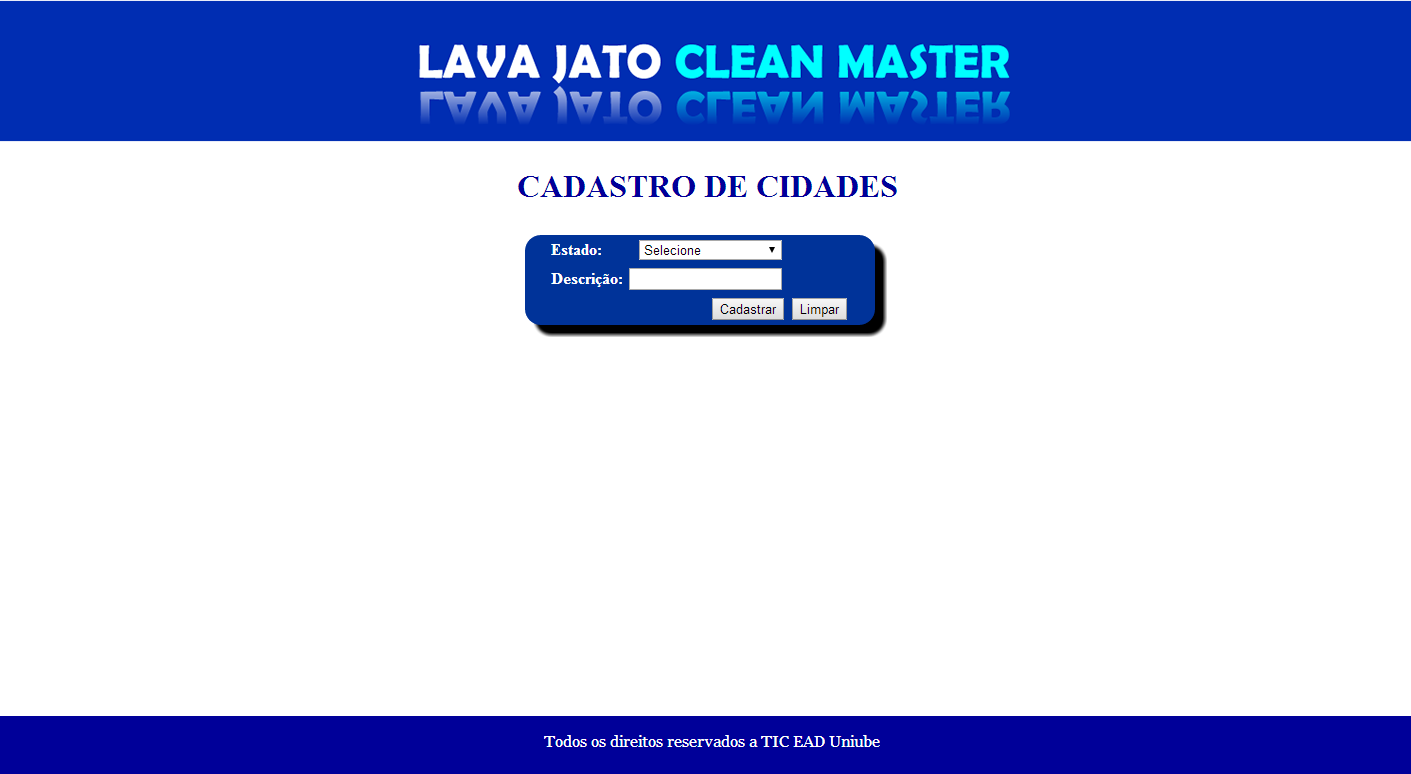 LAVA JATO CLEAN MASTER
CADASTRO DE CIDADES
Estado: Selecione
Descrição:
Cadastrar Limpar
Todos os direitos reservados a TIC EAD Uniube